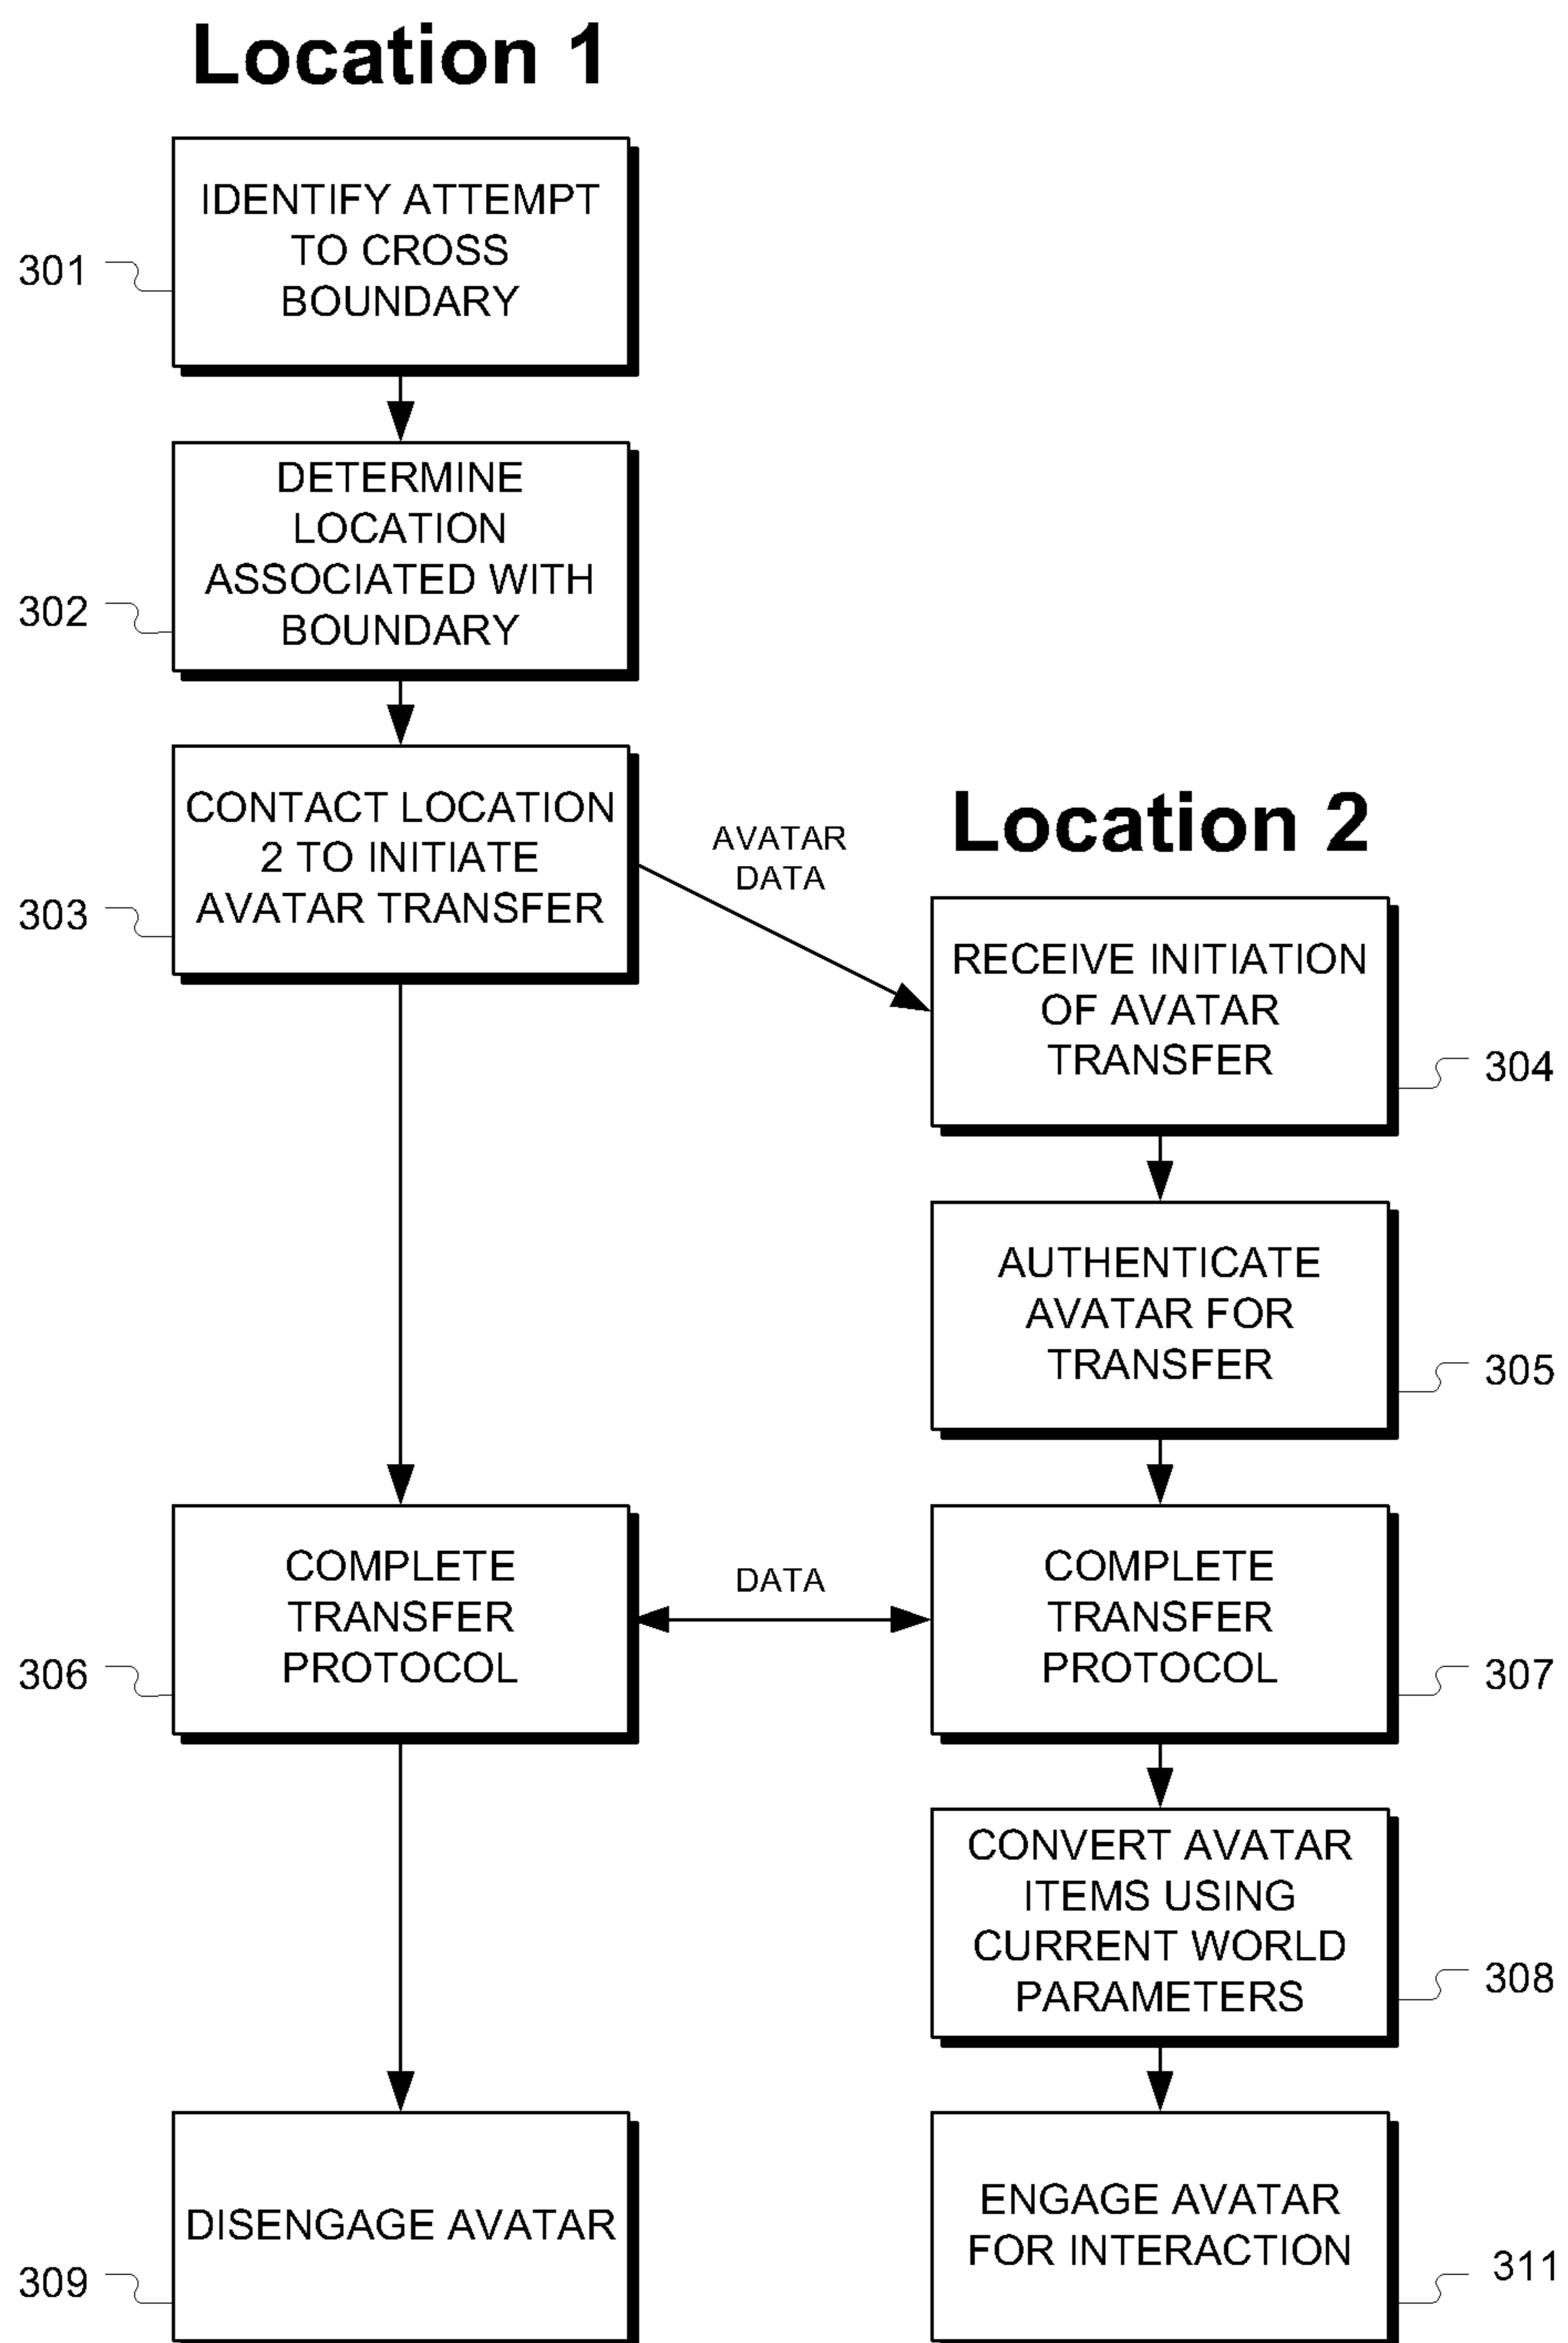 Location 1
IDENTIFY ATTEMPT
TO CROSS
BOUNDARY
301
DETERMINE
LOCATION
ASSOCIATED WITH
BOUNDARY
302
CONTACT LOCATION
2 TO INITIATE
AVATAR TRANSFER
303
AVATAR
DATA
Location 2
RECEIVE INITIATION
OF AVATAR
TRANSFER
304
AUTHENTICATE
AVATAR FOR
TRANSFER
305
COMPLETE
TRANSFER
PROTOCOL
306
DATA
COMPLETE
TRANSFER
PROTOCOL
307
CONVERT AVATAR
ITEMS USING
CURRENT WORLD
PARAMETERS
308
DISENGAGE AVATAR
309
ENGAGE AVATAR
FOR INTERACTION
311